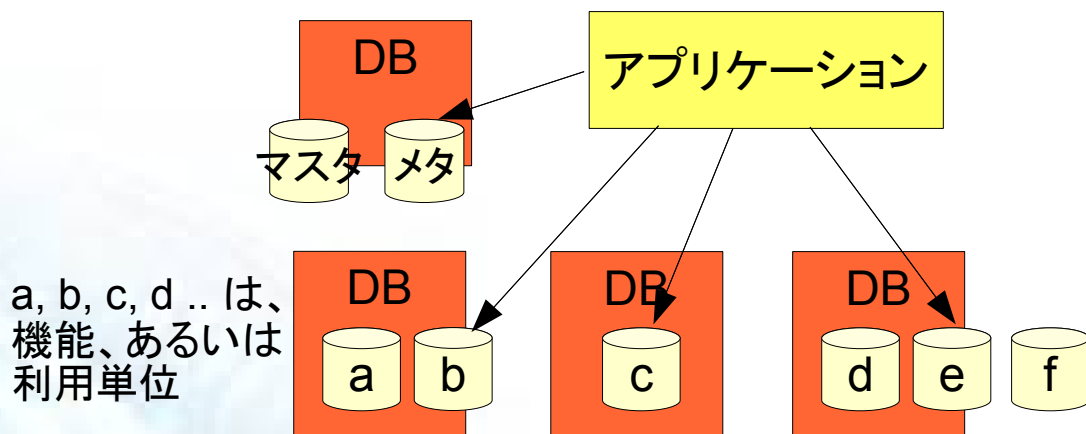 DB
アプリケーション
マスタ
メタ
a, b, c, d .. は、
機能、あるいは
利用単位
DB
a
b
DB
c
DB
d
e
f